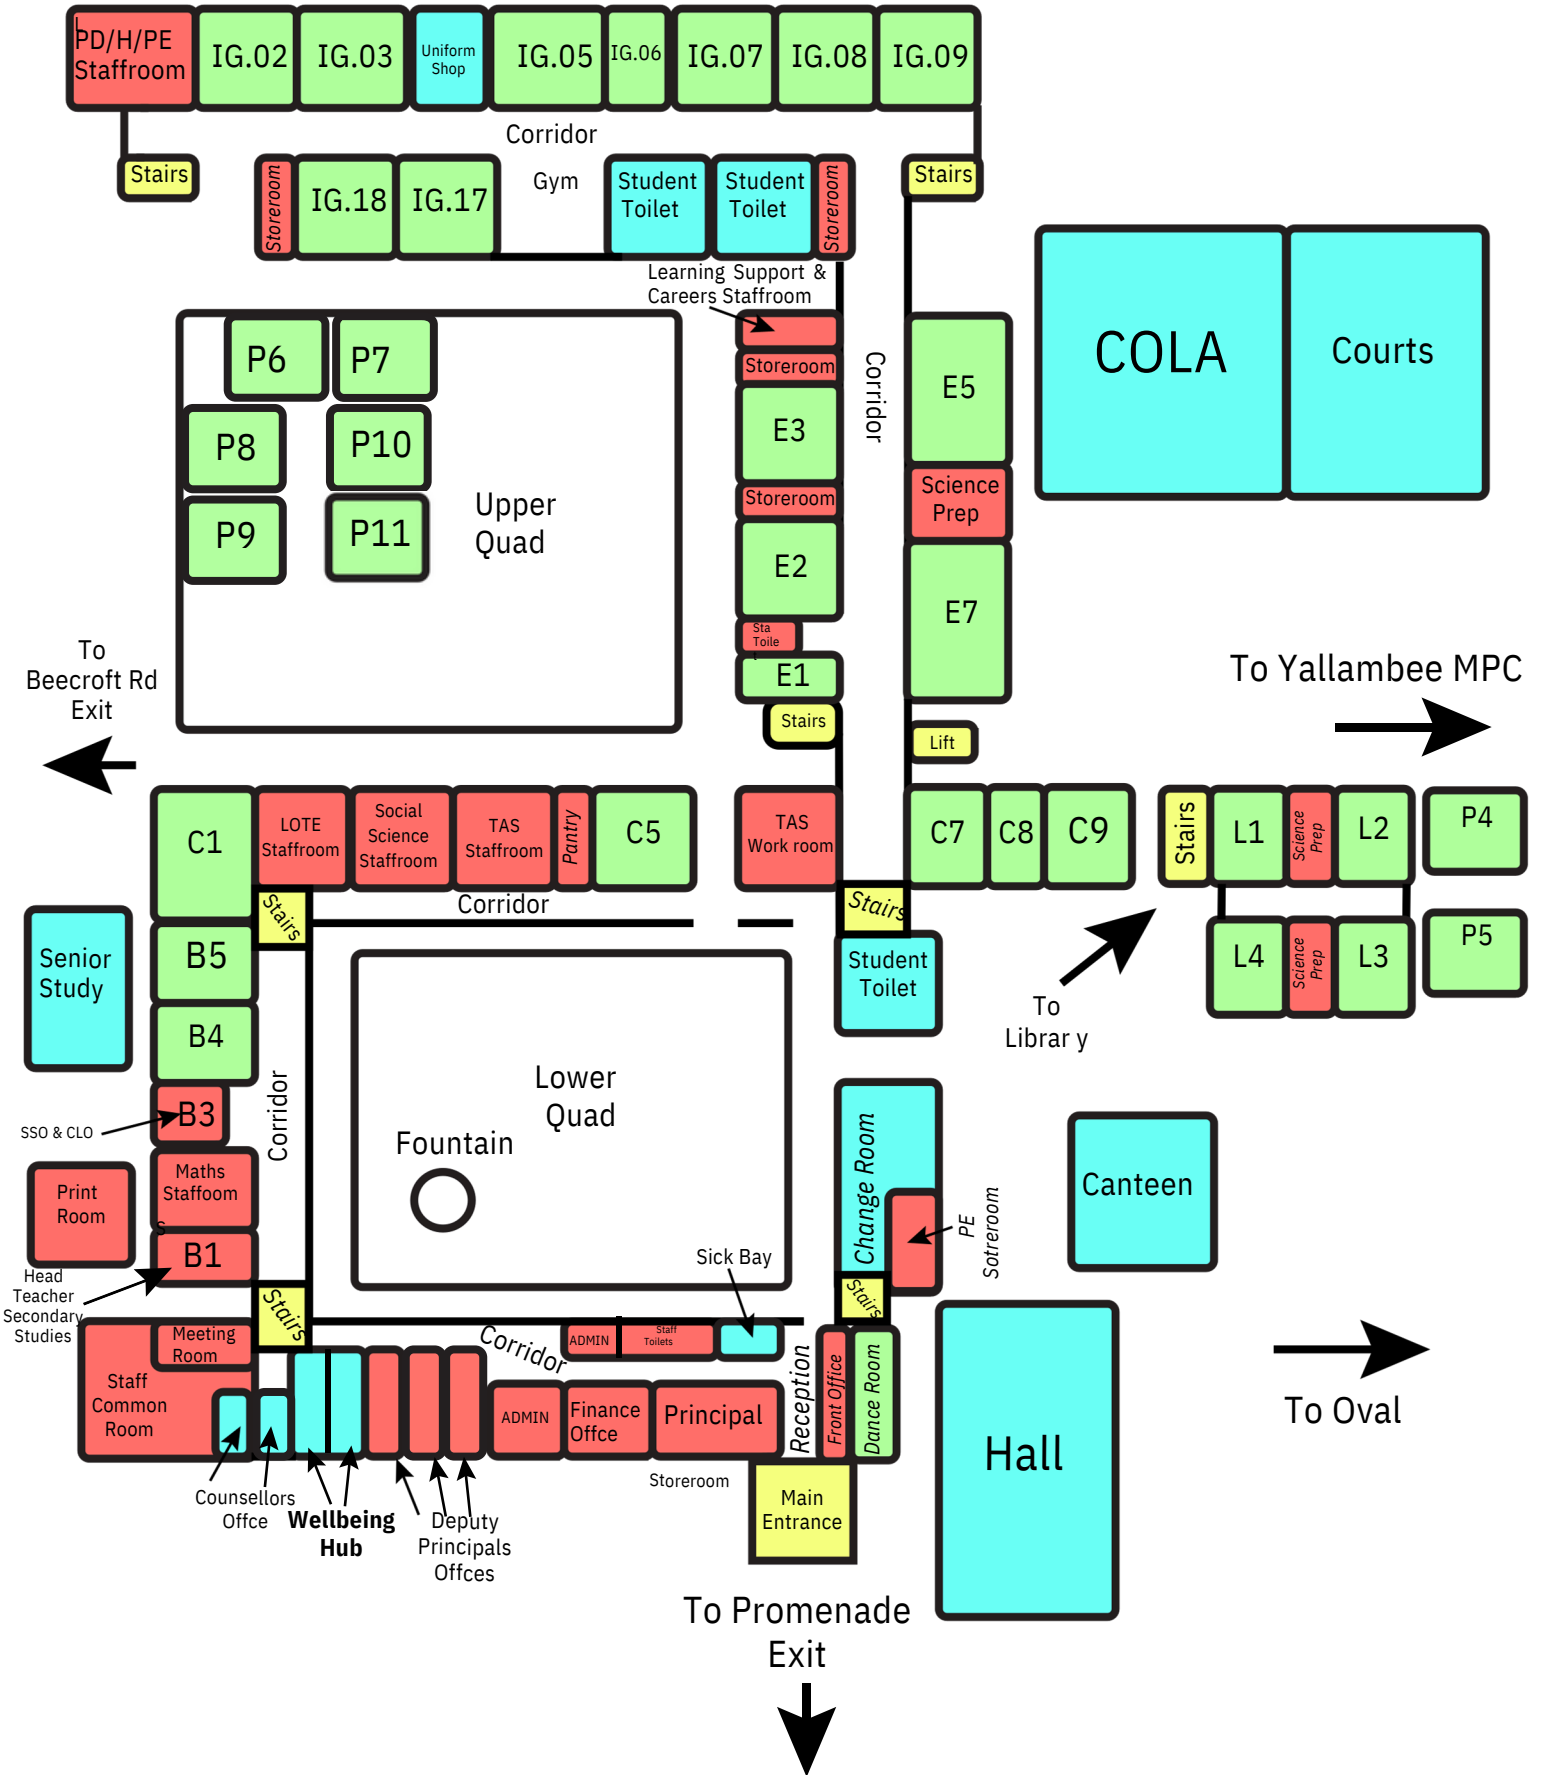 PD/H/PE
Staffroom
IG.02
IG.03
Uniform
Shop
IG.05
IG.06
IG.07
IG.08
IG.09
Corridor
Stairs
Storeroom
IG.18
IG.17
Gym
Student
Toilet
Student
Toilet
Storeroom
Stairs
Learning Support &
Careers Staffroom
COLA
Courts
P6
P7
P8
P10
P9
P11
Upper
Quad
Storeroom
E3
Storeroom
E2
Sta
Toile
E1
Stairs
Corridor
E5
Science
Prep
E7
Lift
To
Beecroft Rd
Exit
To Yallambee MPC
C1
LOTE
Staffroom
Social
Science
Staffroom
TAS
Staffroom
Pantry
C5
TAS
Work room
C7
C8
C9
Stairs
L1
Science
Prep
L2
P4
Stairs
Corridor
Stairs
L4
Science
Prep
L3
P5
Senior
Study
B5
B4
Student
Toilet
To
Librar y
Corridor
Lower
Quad
Fountain
SSO & CLO
B3
Maths
Staffoom
s
Print
Room
B1
Head
Teacher
Secondary
Studies
Change Room
PE
Sotreroom
Canteen
Sick Bay
Stairs
Stairs
Meeting
Room
Staff
Common
Room
Corridor
ADMIN
Staff
Toilets
ADMIN
Finance
Offce
Principal
Reception
Front Office
Dance Room
Hall
To Oval
Counsellors
Offce
Wellbeing
Hub
Deputy
Principals
Offces
Storeroom
Main
Entrance
To Promenade
Exit